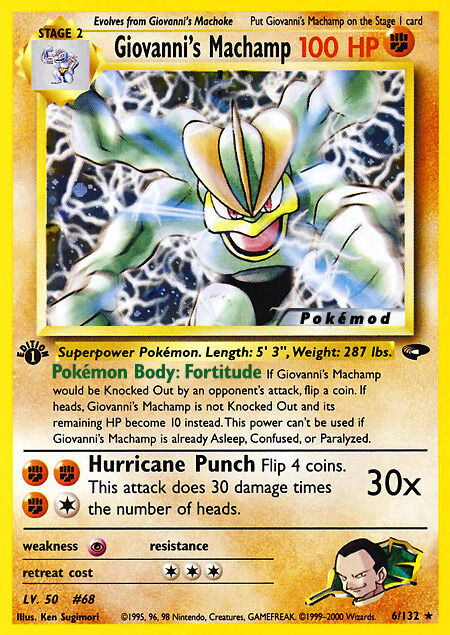 Evolves from Giovanni's Machoke Put Giovanni's Machamp on the Stage 1 card
STAGE 2
Giovanni's Machamp 100 HP
Pokémod
EDITION 1
Superpower Pokémon. Length: 5' 3", Weight: 287 lbs.
Pokémon Body: Fortitude If Giovanni's Machamp
would be Knocked Out by an opponent's attack, flip a coin. If
heads, Giovanni's Machamp is not Knocked Out and its
remaining HP become 10 instead. This power can't be used if
Giovanni's Machamp is already Asleep, Confused, or Paralyzed.
Hurricane Punch Flip 4 coins.
This attack does 30 damage times
the number of heads.
30x
weakness resistance
retreat cost
LV. 50 #68
Illus. Ken Sugimori ©1995, 96, 98 Nintendo, Creatures, GAMEFREAK. ©1999-2000 Wizards. 6/132 ★